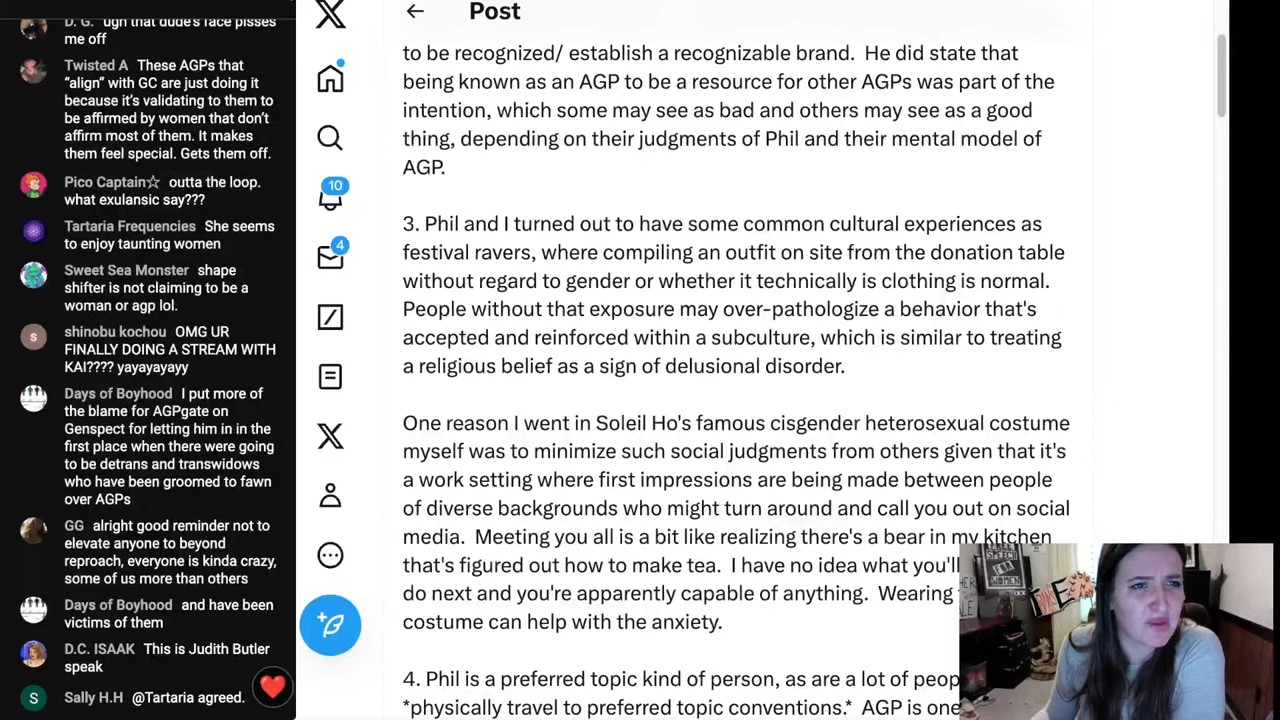 D. G. ugh that dude's face pisses
me off
Twisted A These AGPs that
“align” with GC are just doing it
because it’s validating to them to
be affirmed by women that don’t
affirm most of them. It makes
them feel special. Gets them off.
Pico Captain☆ outta the loop.
what exulansic say???
Tartaria Frequencies She seems
to enjoy taunting women
Sweet Sea Monster shape
shifter is not claiming to be a
woman or agp lol.
s
shinobu kochou OMG UR
FINALLY DOING A STREAM WITH
KAI???? yayayayayy
Days of Boyhood I put more of
the blame for AGPgate on
Genspect for letting him in in the
first place when there were going
to be detrans and transwidows
who have been groomed to fawn
over AGPs
GG alright good reminder not to
elevate anyone to beyond
reproach, everyone is kinda crazy,
some of us more than others
Days of Boyhood and have been
victims of them
D.C. ISAAK This is Judith Butler
speak
S
Sally H.H @Tartaria agreed.
10
4
Post
to be recognized/ establish a recognizable brand. He did state that
being known as an AGP to be a resource for other AGPs was part of the
intention, which some may see as bad and others may see as a good
thing, depending on their judgments of Phil and their mental model of
AGP.
3. Phil and I turned out to have some common cultural experiences as
festival ravers, where compiling an outfit on site from the donation table
without regard to gender or whether it technically is clothing is normal.
People without that exposure may over-pathologize a behavior that's
accepted and reinforced within a subculture, which is similar to treating
a religious belief as a sign of delusional disorder.
One reason I went in Soleil Ho's famous cisgender heterosexual costume
myself was to minimize such social judgments from others given that it's
a work setting where first impressions are being made between people
of diverse backgrounds who might turn around and call you out on social
media. Meeting you all is a bit like realizing there's a bear in my kitchen
that's figured out how to make tea. I have no idea what you'll
do next and you're apparently capable of anything. Wearing
costume can help with the anxiety.
4. Phil is a preferred topic kind of person, as are a lot of
*physically travel to preferred topic conventions.* AGP is one
SPEECH
FOR
WOMEN